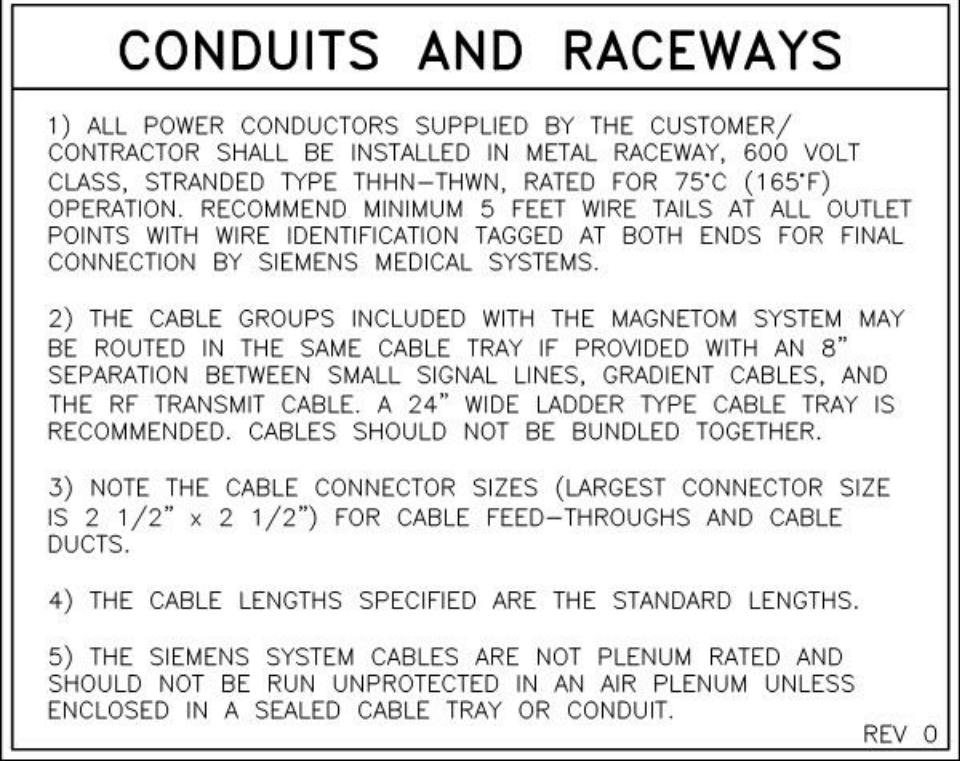 CONDUITS AND RACEWAYS
1) ALL POWER CONDUCTORS SUPPLIED BY THE CUSTOMER/
CONTRACTOR SHALL BE INSTALLED IN METAL RACEWAY, 600 VOLT
CLASS, STRANDED TYPE THHN–THWN, RATED FOR 75°C (165°F)
OPERATION. RECOMMEND MINIMUM 5 FEET WIRE TAILS AT ALL OUTLET
POINTS WITH WIRE IDENTIFICATION TAGGED AT BOTH ENDS FOR FINAL
CONNECTION BY SIEMENS MEDICAL SYSTEMS.
2) THE CABLE GROUPS INCLUDED WITH THE MAGNETOM SYSTEM MAY
BE ROUTED IN THE SAME CABLE TRAY IF PROVIDED WITH AN 8"
SEPARATION BETWEEN SMALL SIGNAL LINES, GRADIENT CABLES, AND
THE RF TRANSMIT CABLE. A 24" WIDE LADDER TYPE CABLE TRAY IS
RECOMMENDED. CABLES SHOULD NOT BE BUNDLED TOGETHER.
3) NOTE THE CABLE CONNECTOR SIZES (LARGEST CONNECTOR SIZE
IS 2 1/2" x 2 1/2") FOR CABLE FEED–THROUGHS AND CABLE
DUCTS.
4) THE CABLE LENGTHS SPECIFIED ARE THE STANDARD LENGTHS.
5) THE SIEMENS SYSTEM CABLES ARE NOT PLENUM RATED AND
SHOULD NOT BE RUN UNPROTECTED IN AN AIR PLENUM UNLESS
ENCLOSED IN A SEALED CABLE TRAY OR CONDUIT.
REV 0